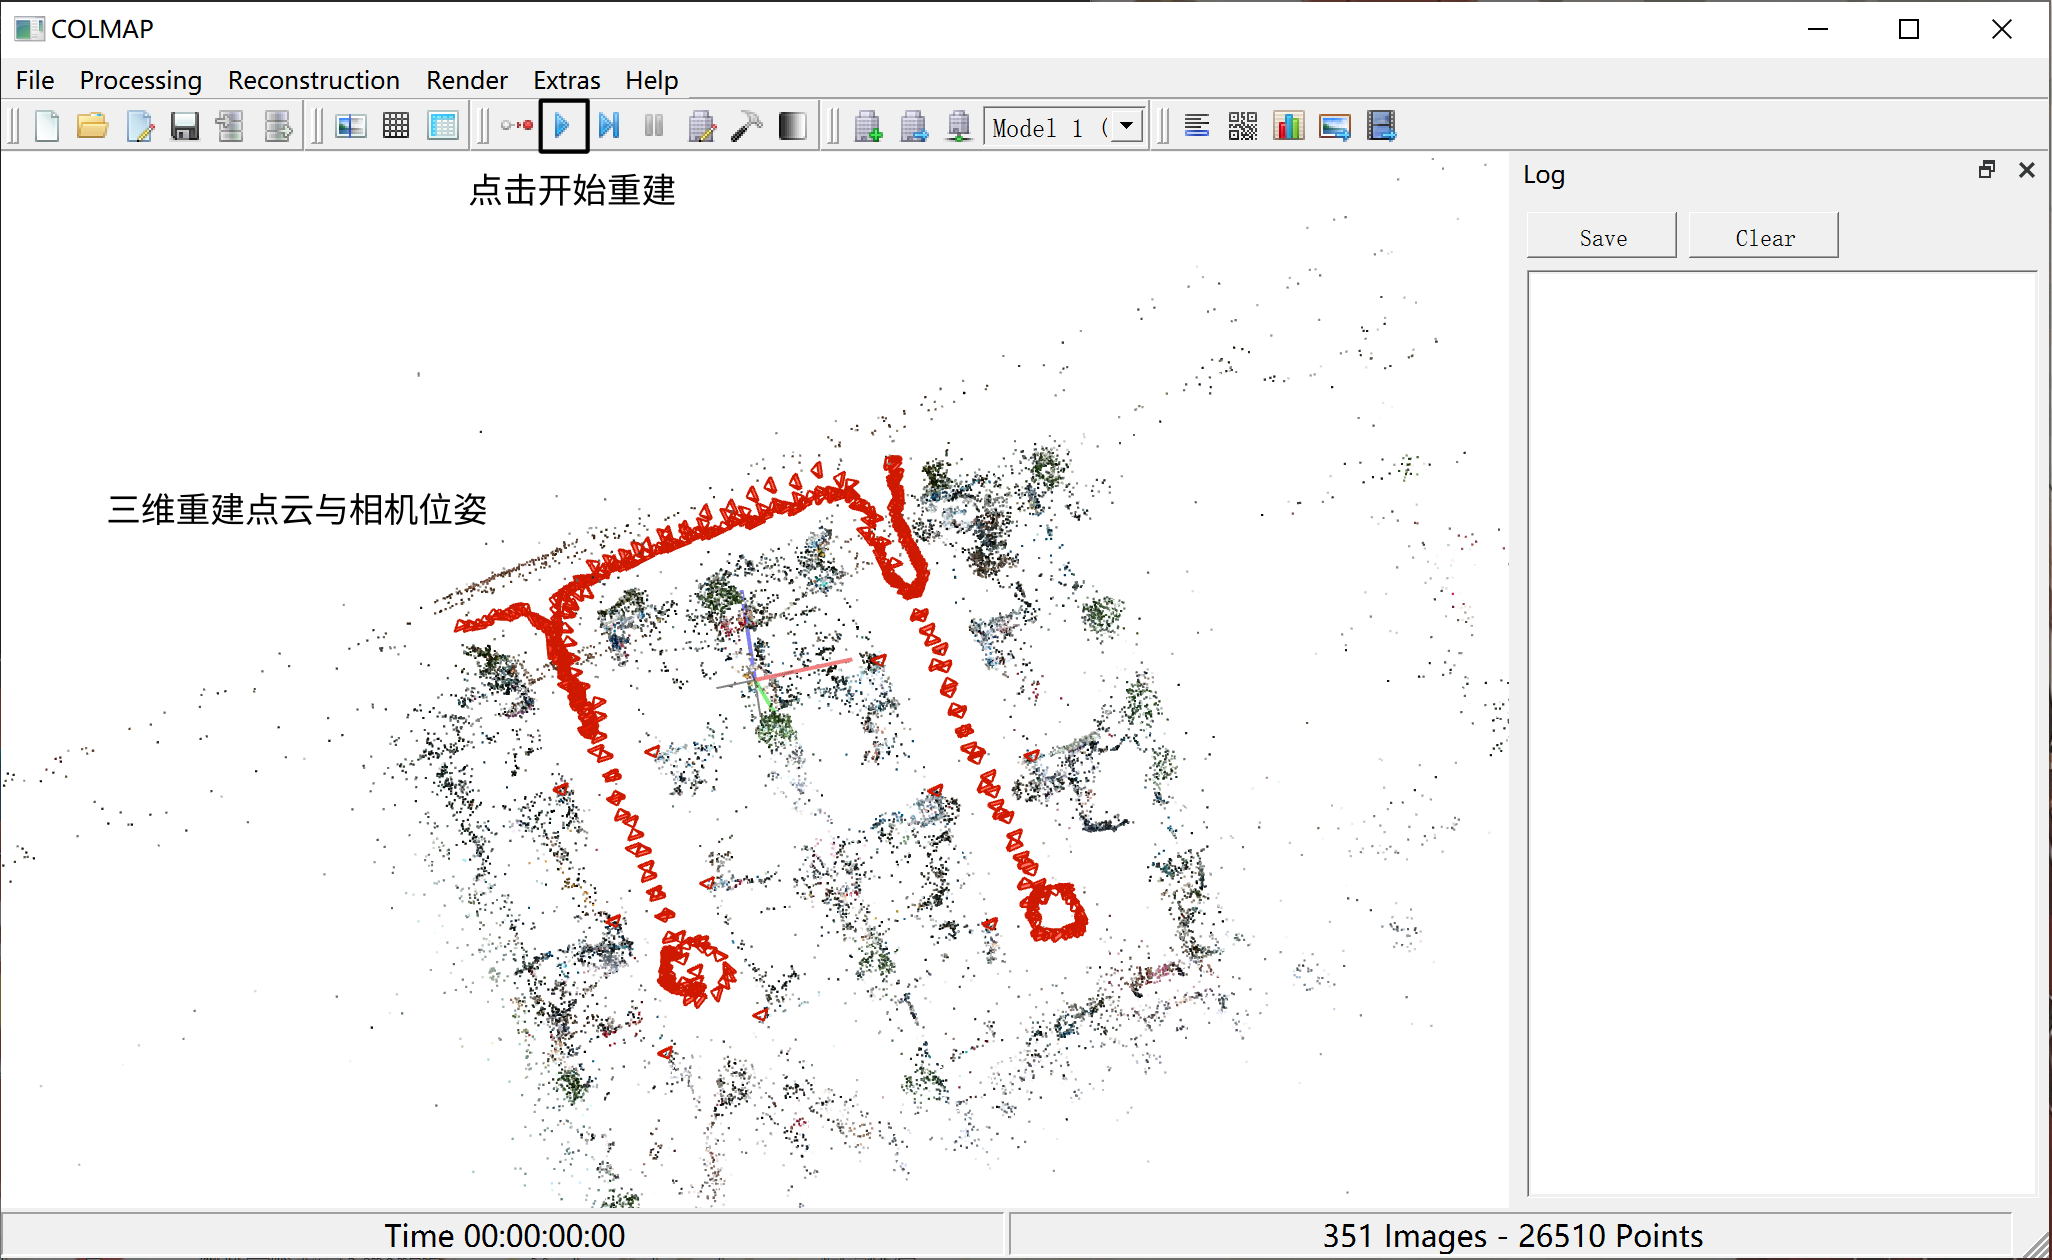 COLMAP
File Reconstruction Processing Render Extras Help
Model 1 (
点击开始重建
Log
Save Clear
三维重建点云与相机位姿
Time 00:00:00:00
351 Images - 26510 Points